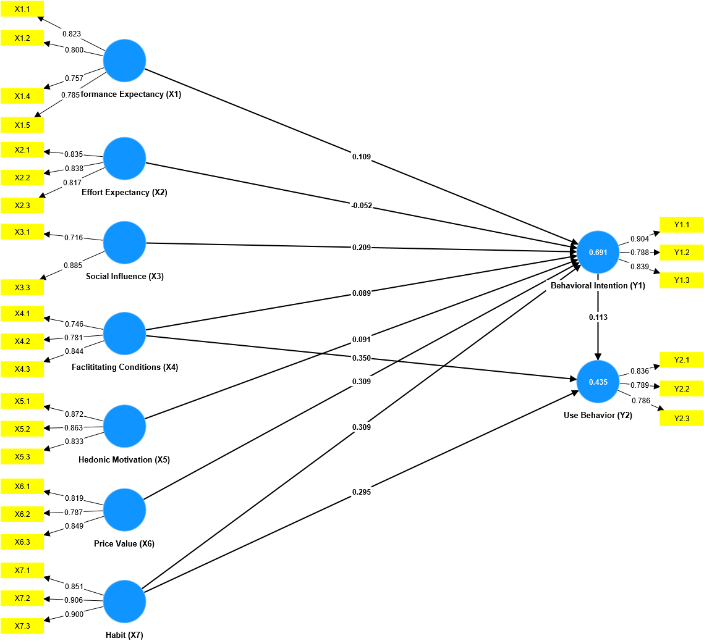 X1.1
0.823
X1.2
0.800
X1.4
0.757
X1.5
0.785
formance Expectancy (X1)
0.109
X2.1
0.835
X2.2
0.838
X2.3
0.817
Effort Expectancy (X2)
-0.052
X3.1
0.716
X3.3
0.885
Social Influence (X3)
0.209
X4.1
0.746
X4.2
0.781
X4.3
0.844
Faclititating Conditions (X4)
0.089
0.350
X5.1
0.872
X5.2
0.863
X5.3
0.833
Hedonic Motivation (X5)
0.091
X6.1
0.819
X6.2
0.787
X6.3
0.849
Price Value (X6)
0.309
X7.1
0.851
X7.2
0.906
X7.3
0.900
Habit (X7)
0.309
0.295
0.691
Behavioral Intention (Y1)
Y1.1
0.904
Y1.2
0.788
Y1.3
0.839
0.113
0.435
Use Behavior (Y2)
Y2.1
0.836
Y2.2
0.789
Y2.3
0.786